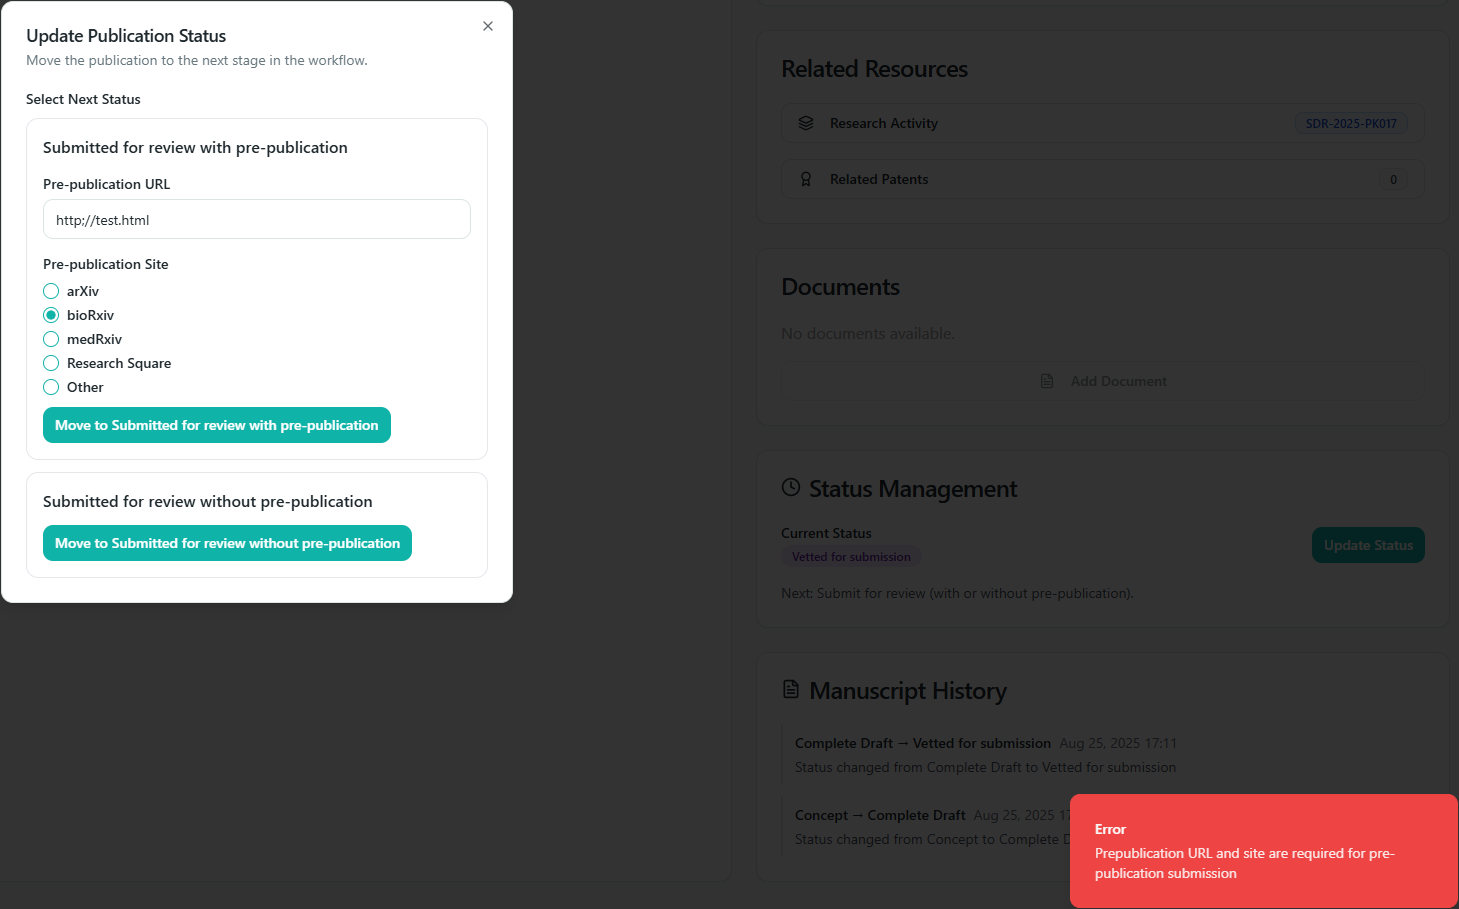 Update Publication Status
Move the publication to the next stage in the workflow.
Select Next Status
Submitted for review with pre-publication
Pre-publication URL
http;//test.html
Pre-publication Site
arXiv
bioRxiv
medRxiv
Research Square
Other
Move to Submitted for review with pre-publication
Submitted for review without pre-publication
Move to Submitted for review without pre-publication
Related Resources
Research Activity
SDR-2025-PK017
Related Patents
0
Documents
No documents available.
Add Document
Status Management
Current Status
Vetted for submission
Update Status
Next: Submit for review (with or without pre-publication).
Manuscript History
Complete Draft → Vetted for submission Aug 25, 2025 17:11
Status changed from Complete Draft to Vetted for submission
Concept → Complete Draft Aug 25, 2025
Status changed from Concept to Complete
Error
Prepublication URL and site are required for pre-
publication submission